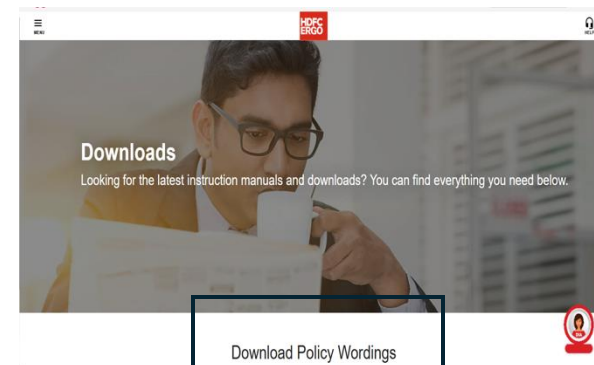 MENU
HDFC
ERGO
HELP
Downloads
Looking for the latest instruction manuals and downloads? You can find everything you need below.
Download Policy Wordings